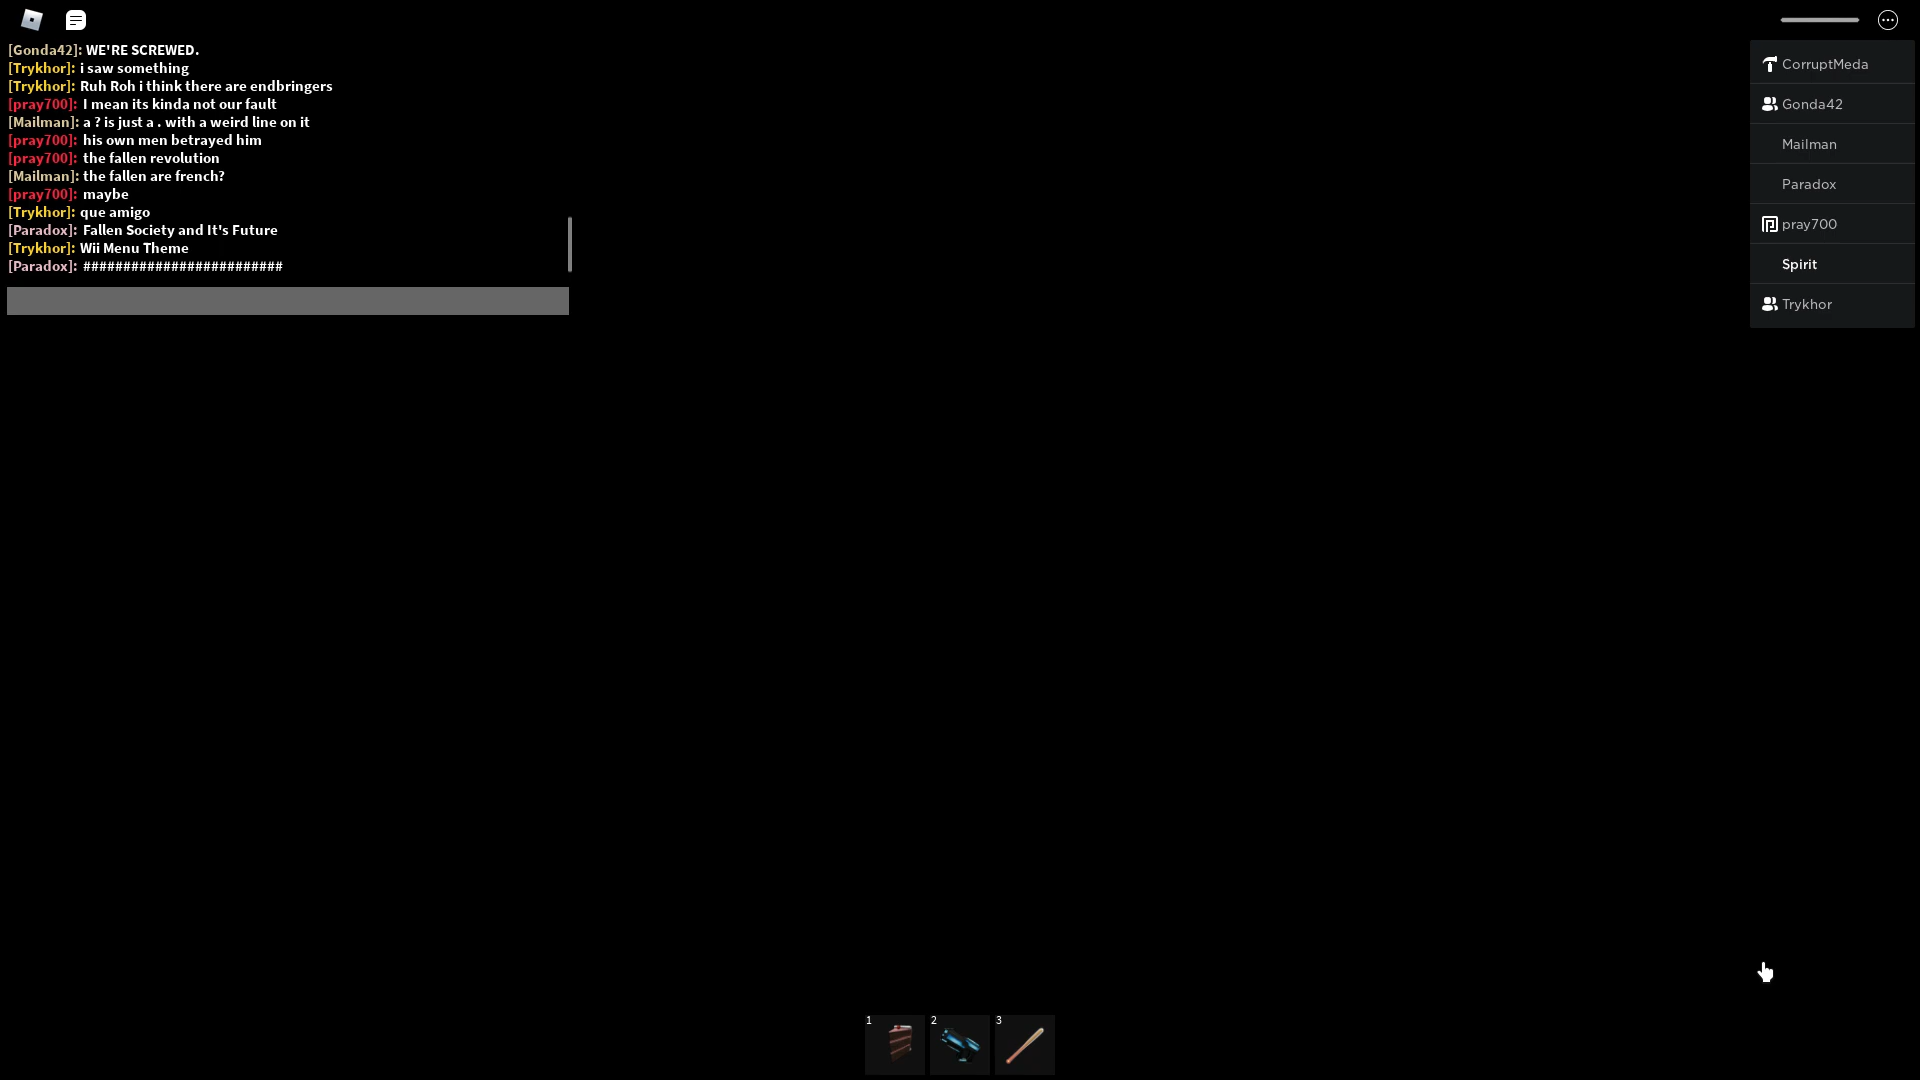 [Gonda42]: WE'RE SCREWED.
[Trykhor]: i saw something
[Trykhor]: Ruh Roh i think there are endbringers
[pray700]: I mean its kinda not our fault
[Mailman]: a ? is just a . with a weird line on it
[pray700]: his own men betrayed him
[pray700]: the fallen revolution
[Mailman]: the fallen are french?
[pray700]: maybe
[Trykhor]: que amigo
[Paradox]: Fallen Society and It's Future
[Trykhor]: Wii Menu Theme
[Paradox]: #########################
CorruptMeda
Gonda42
Mailman
Paradox
pray700
Spirit
Trykhor
1 2 3